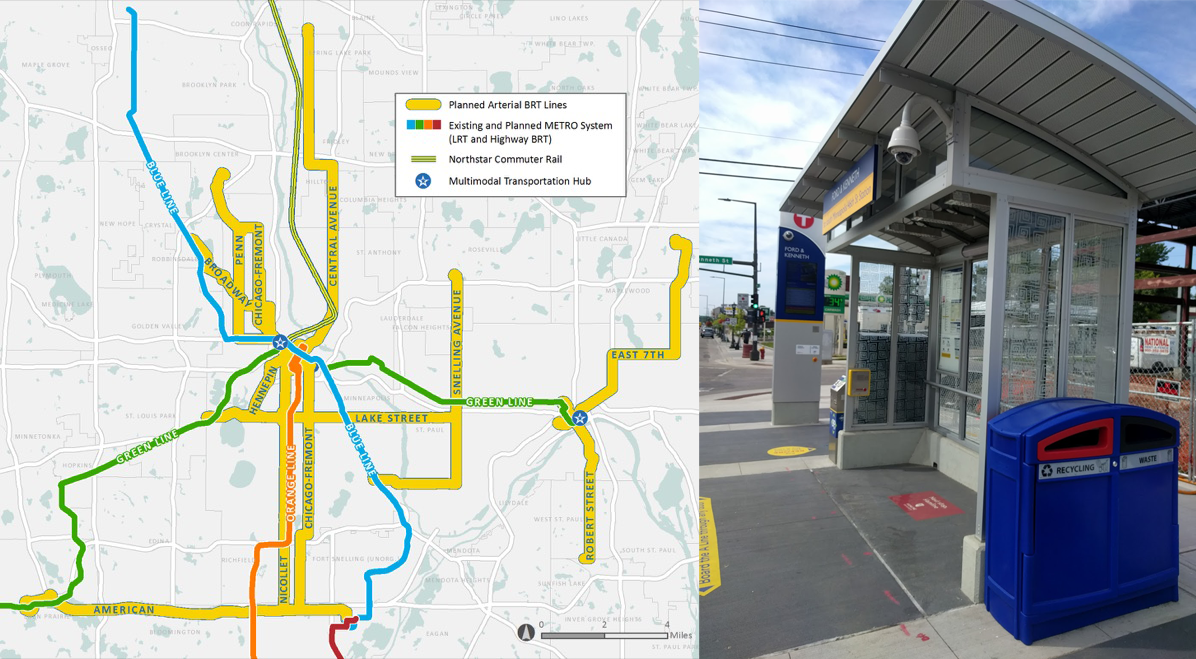 Planned Arterial BRT Lines
Existing and Planned METRO System
(LRT and Highway BRT)
Northstar Commuter Rail
Multimodal Transportation Hub
COON RAPIDS
BLAINE
LINO LAKES
OSSEO
SPRING LAKE PARK
WHITE BEAR TWP.
MAPLE GROVE
MOUNDS VIEW
BROOKLYN PARK
BROOKLYN CENTER
FRIDLEY
BLUE LINE
COLUMBIA HEIGHTS
CENTRAL AVENUE
PENN
CHICAGO-FREMONT
BROADWAY
NEW HOPE
CRYSTAL
ST. ANTHONY
ROSEVILLE
LITTLE CANADA
MAPLEWOOD
PLYMOUTH
MEDICINE LAKE
GOLDEN VALLEY
LAUDERDALE
FALCON HEIGHTS
SNELLING AVENUE
EAST 7TH
HENNEPIN
MINNEAPOLIS
GREEN LINE
ST. LOUIS PARK
LAKE STREET
ST. PAUL
MINNETONKA
GREEN LINE
BLUE LINE
HOPKINS
ORANGE LINE
CHICAGO-FREMONT
LILYDALE
ROBERT STREET
WEST ST. PAUL
EDINA
RICHFIELD
FORT SNELLING (UNORG.)
MENDOTA
MENDOTA HEIGHTS
SOUTH ST. PAUL
SUNFISH LAKE
NICOLLET
AMERICAN
EDEN PRAIRIE
BLOOMINGTON
EAGAN
INVER GROVE HEIGHTS
0 2 4
Miles
FORD & KENNETH
T
FORD &
KENNETH
nneth St
bp
NATIONAL
RECYCLING
WASTE
Board the A Line through any door